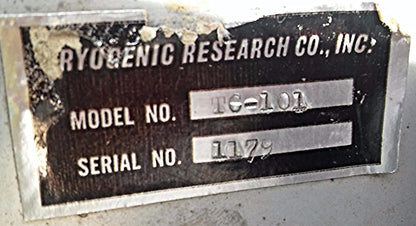 RYOGENIC RESEARCH CO., INC.
MODEL NO. TC-101
SERIAL NO. 1179